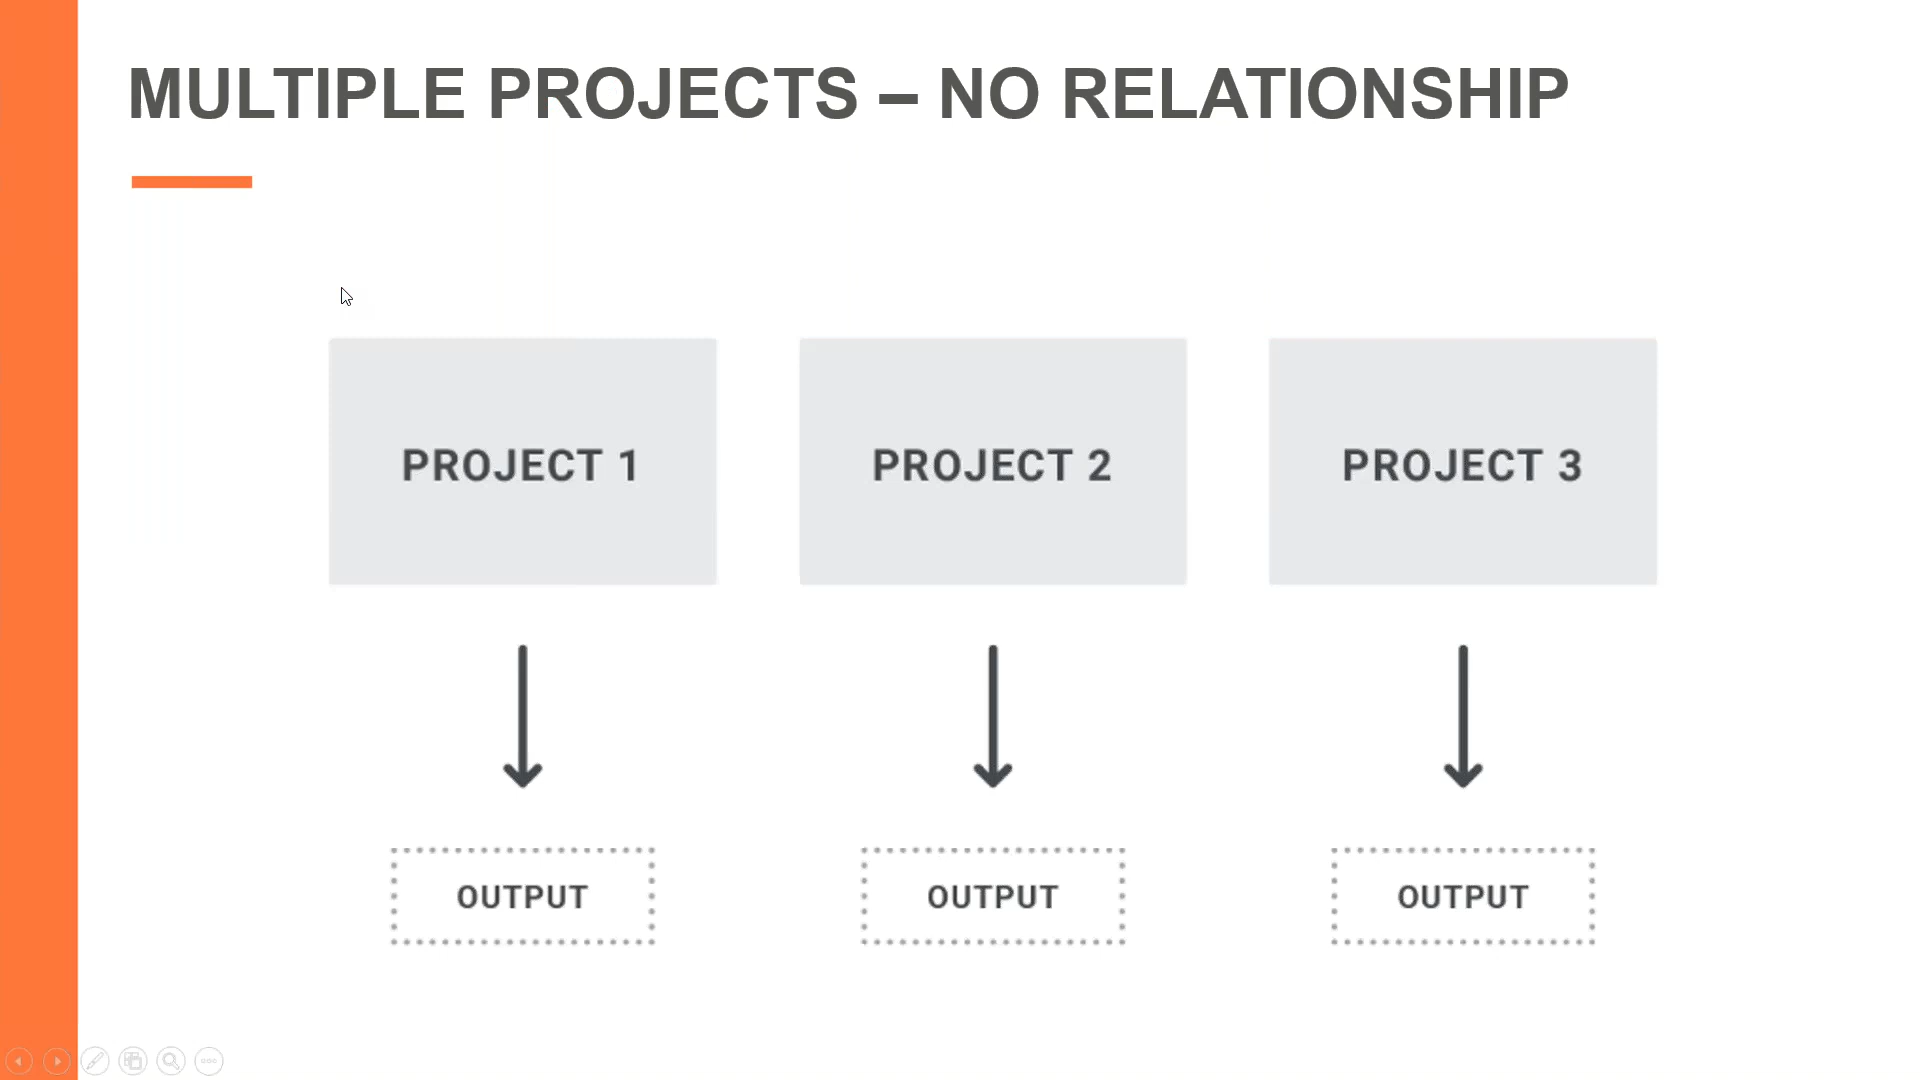 MULTIPLE PROJECTS – NO RELATIONSHIP
PROJECT 1
PROJECT 2
PROJECT 3
OUTPUT
OUTPUT
OUTPUT